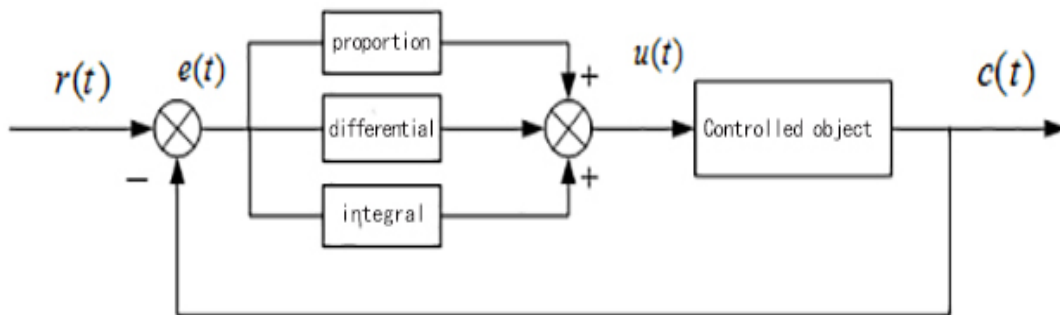 proportion
r(t)
e(t)
+
u(t)
c(t)
differential
Controlled object
−
+
integral